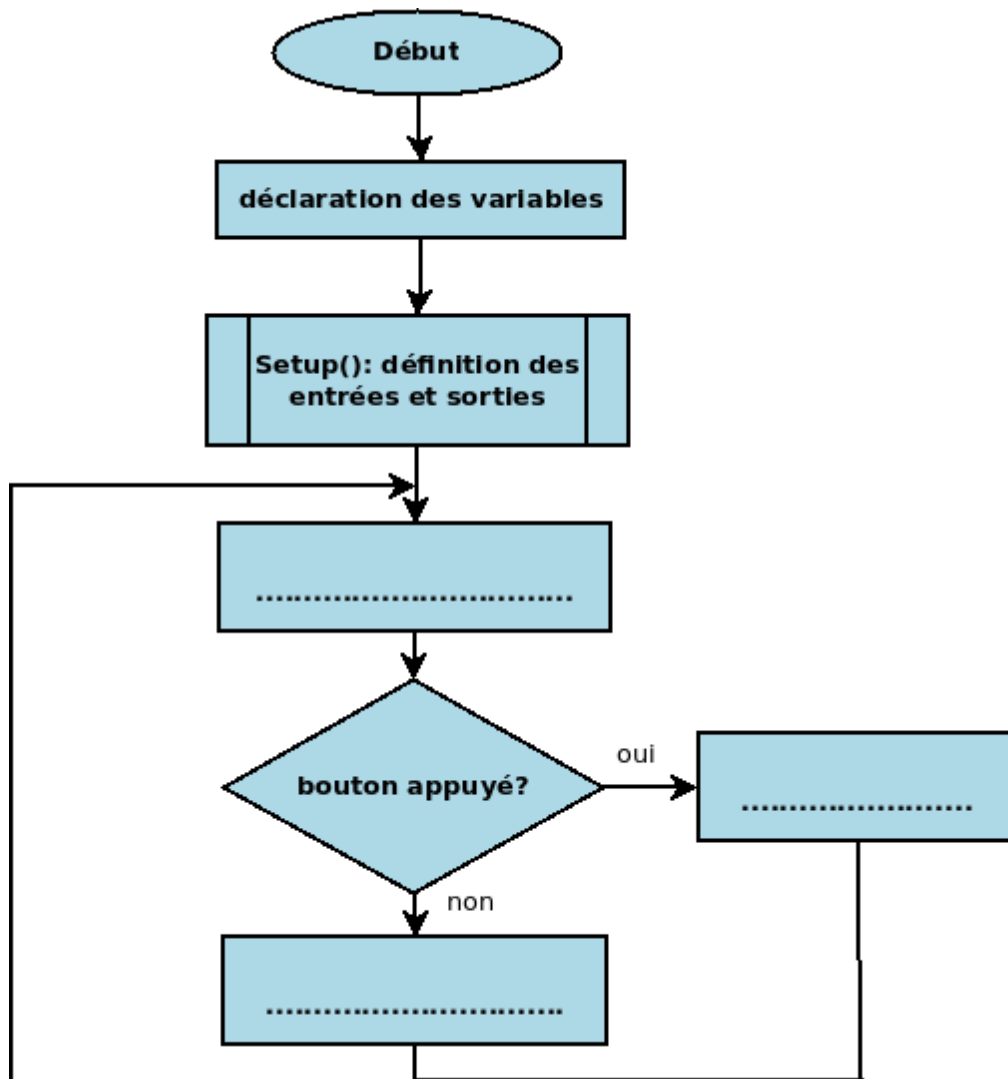 Début
déclaration des variables
Setup(): définition des
entrées et sorties
..................................
bouton appuyé?
oui
.........................
non
................................